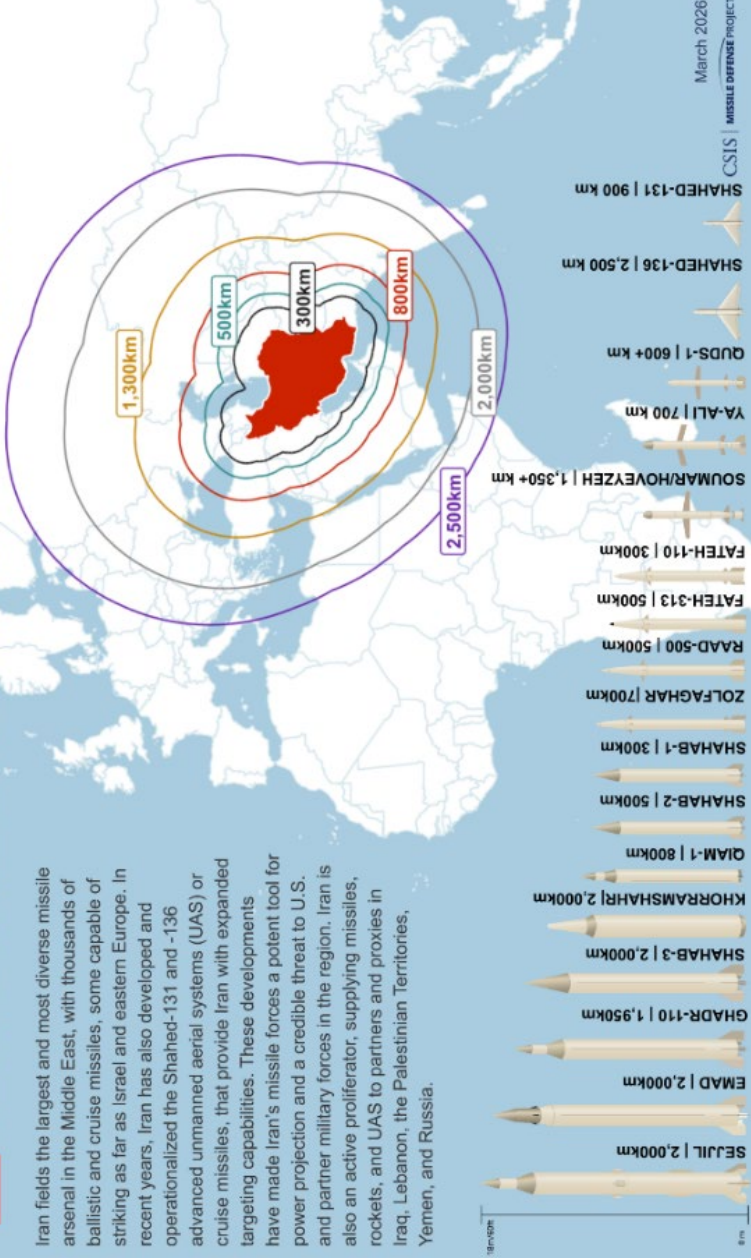 Iran fields the largest and most diverse missile
arsenal in the Middle East, with thousands of
ballistic and cruise missiles, some capable of
striking as far as Israel and eastern Europe. In
recent years, Iran has also developed and
operationalized the Shahed-131 and -136
advanced unmanned aerial systems (UAS) or
cruise missiles, that provide Iran with expanded
targeting capabilities. These developments
have made Iran's missile forces a potent tool for
power projection and a credible threat to U.S.
and partner military forces in the region. Iran is
also an active proliferator, supplying missiles,
rockets, and UAS to partners and proxies in
Iraq, Lebanon, the Palestinian Territories,
Yemen, and Russia.
1,300km
500km
300km
800km
2,000km
2,500km
SEJJIL | 2,000km
EMAD | 2,000km
GHADR-110 | 1,950km
SHAHAB-3 | 2,000km
KHORRAMSHAHR| 2,000km
QIAM-1 | 800km
SHAHAB-2 | 500km
SHAHAB-1 | 300km
ZOLFAGHAR |700km
RAAD-500 | 500km
FATEH-313 | 500km
FATEH-110 | 300km
SOUMAR/HOVEYZEH | 1,350+ km
YA-ALI | 700 km
QUDS-1 | 600+ km
SHAHED-136 | 2,500 km
SHAHED-131 | 900 km
March 2026
CSIS | MISSILE DEFENSE PROJECT